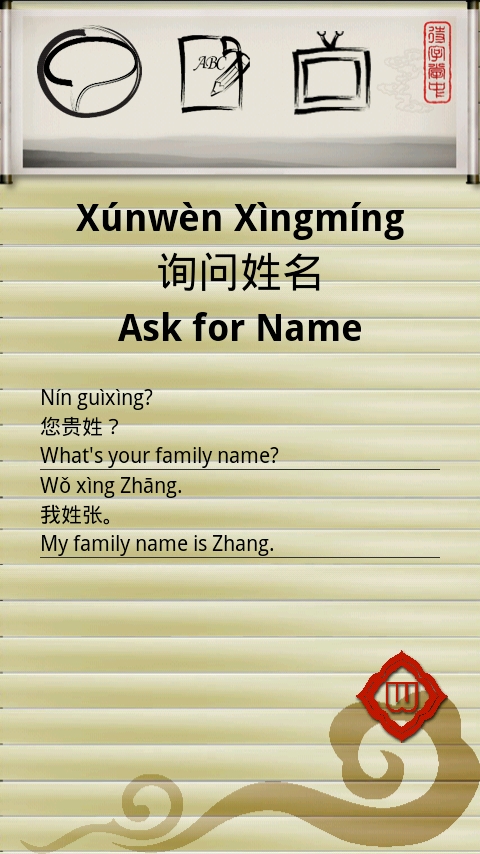 ABC
Xúnwèn Xìngmíng
询问姓名
Ask for Name
Nín guìxìng?
您贵姓？
What's your family name?
Wǒ xìng Zhāng.
我姓张。
My family name is Zhang.
W